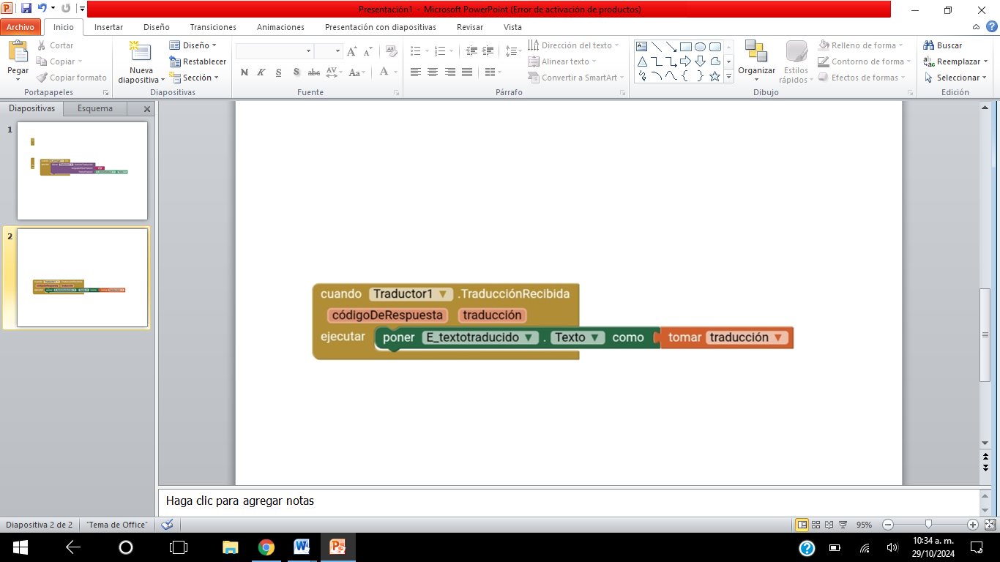 Presentación1 - Microsoft PowerPoint (Error de activación de productos)
Archivo Inicio Insertar Diseño Transiciones Animaciones Presentación con diapositivas Revisar Vista
Pegar
Cortar
Copiar
Copiar formato
Portapapeles
Nueva
diapositiva
Diseño
Restablecer
Sección
Diapositivas
N K S S abc AV Aa A
Fuente
Dirección del texto
Alinear texto
Convertir a SmartArt
Párrafo
Organizar
Estilos
rápidos
Relleno de forma
Contorno de forma
Efectos de formas
Dibujo
Buscar
Reemplazar
Seleccionar
Edición
Diapositivas Esquema
1
2
cuando Traductor1 .TraducciónRecibida
códigoDeRespuesta traducción
ejecutar poner E_textotraducido . Texto como tomar traducción
Haga clic para agregar notas
Diapositiva 2 de 2 "Tema de Office" 95%
10:34 a. m.
29/10/2024